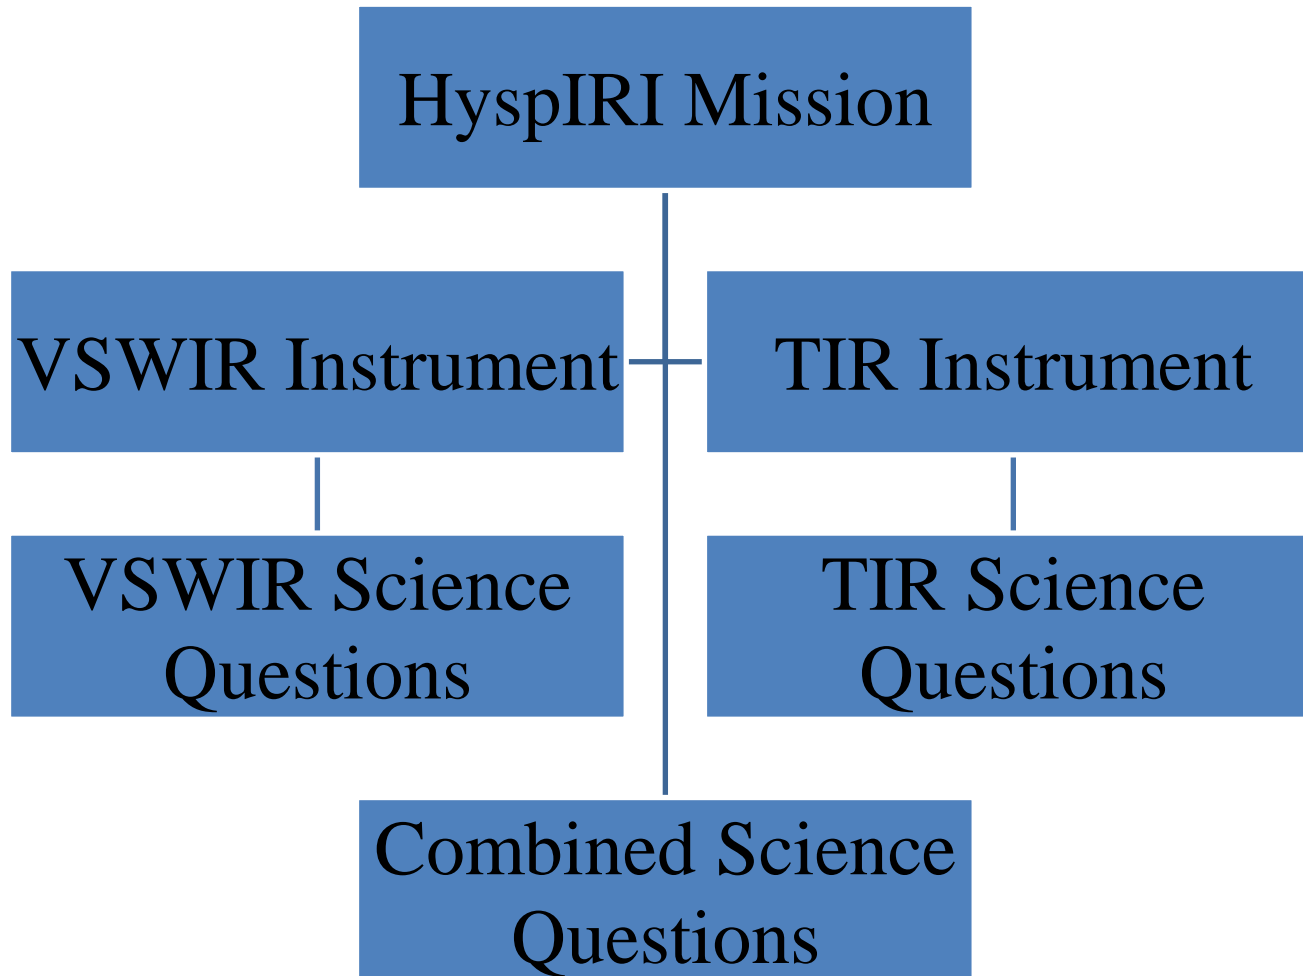 HyspIRI Mission
VSWIR Instrument
TIR Instrument
VSWIR Science
Questions
TIR Science
Questions
Combined Science
Questions